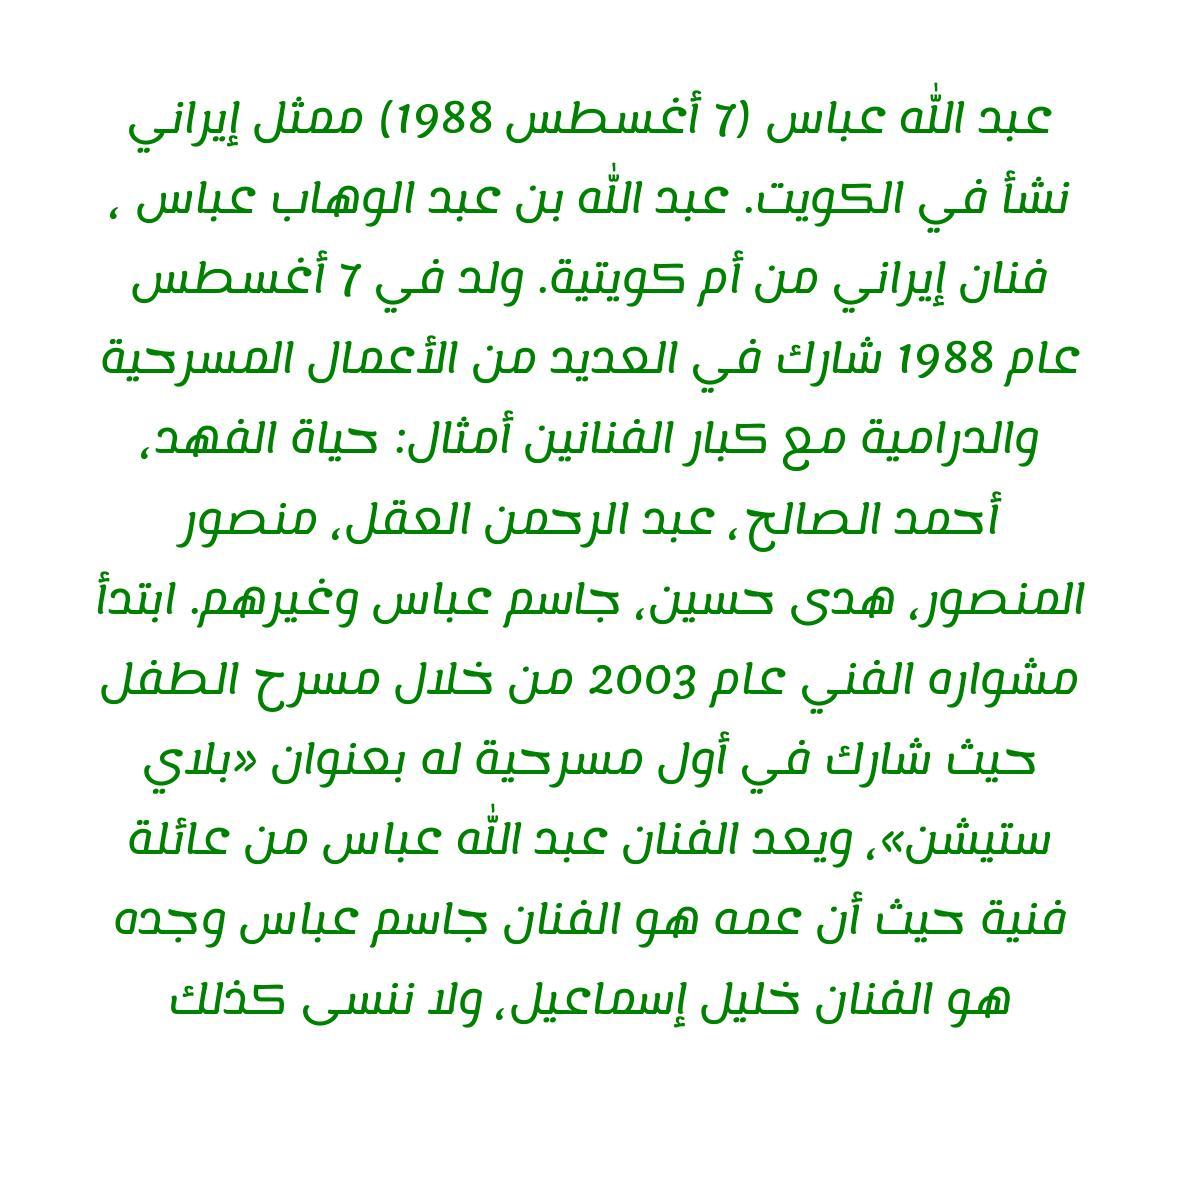 عبد الله عباس (7 أغسطس 1988) ممثل إيراني
نشأ في الكويت. عبد الله بن عبد الوهاب عباس ،
فنان إيراني من أم كويتية. ولد في 7 أغسطس
عام 1988 شارك في العديد من الأعمال المسرحية
والدرامية مع كبار الفنانين أمثال: حياة الفهد،
أحمد الصالح، عبد الرحمن العقل، منصور
المنصور، هدى حسين، جاسم عباس وغيرهم. ابتدأ
مشواره الفني عام 2003 من خلال مسرح الطفل
حيث شارك في أول مسرحية له بعنوان «بلاي
ستيشن»، ويعد الفنان عبد الله عباس من عائلة
فنية حيث أن عمه هو الفنان جاسم عباس وجده
هو الفنان خليل إسماعيل، ولا ننسى كذلك